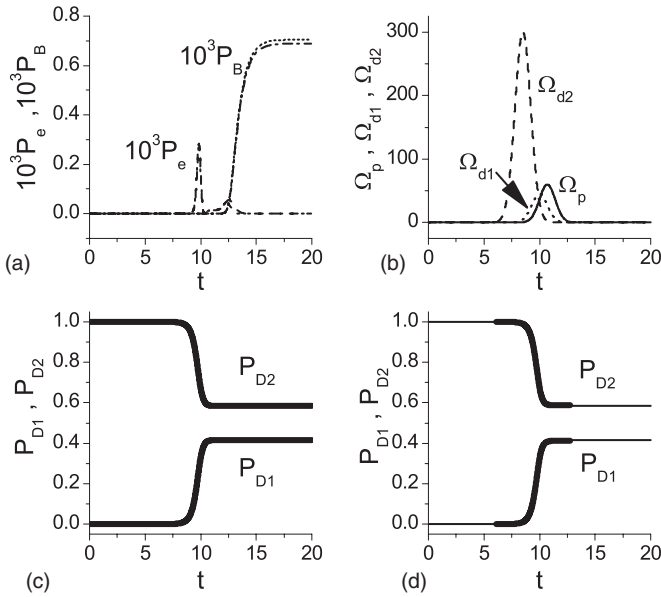 0.8
0.6
0.4
0.2
0.0
10³P_e , 10³P_B
10³P_B
10³P_e
0 5 10 15 20
t
(a)
300
200
100
0
Ω_p , Ω_d1 , Ω_d2
Ω_d2
Ω_d1
Ω_p
0 5 10 15 20
t
(b)
1.0
0.8
0.6
0.4
0.2
0.0
P_D1 , P_D2
P_D2
P_D1
0 5 10 15 20
t
(c)
1.0
0.8
0.6
0.4
0.2
0.0
P_D1 , P_D2
P_D2
P_D1
0 5 10 15 20
t
(d)